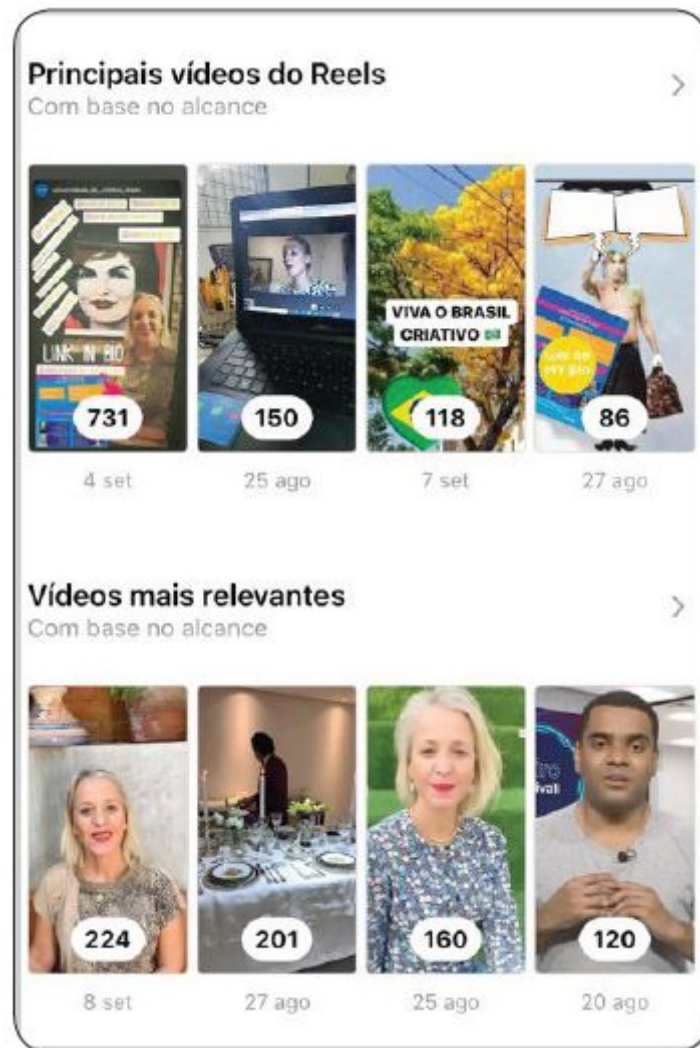 Principais vídeos do Reels
Com base no alcance
LINK IN BIO
VIVA O BRASIL
CRIATIVO
731
150
118
86
4 set
25 ago
7 set
27 ago
Vídeos mais relevantes
Com base no alcance
224
201
160
120
8 set
27 ago
25 ago
20 ago